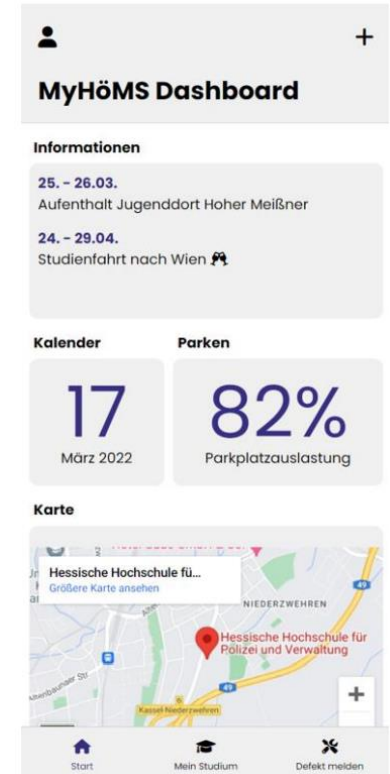 MyHöMS Dashboard
Informationen
25. - 26.03.
Aufenthalt Jugenddorf Hoher Meißner
24. - 29.04.
Studienfahrt nach Wien
Kalender
Parken
17
März 2022
82%
Parkplatzauslastung
Karte
Hessische Hochschule fü...
Größere Karte ansehen
NIEDERZWEHREN
49
Hessische Hochschule für
Polizei und Verwaltung
49
Kassel-Niederzwehren
+
Start
Mein Studium
Defekt melden